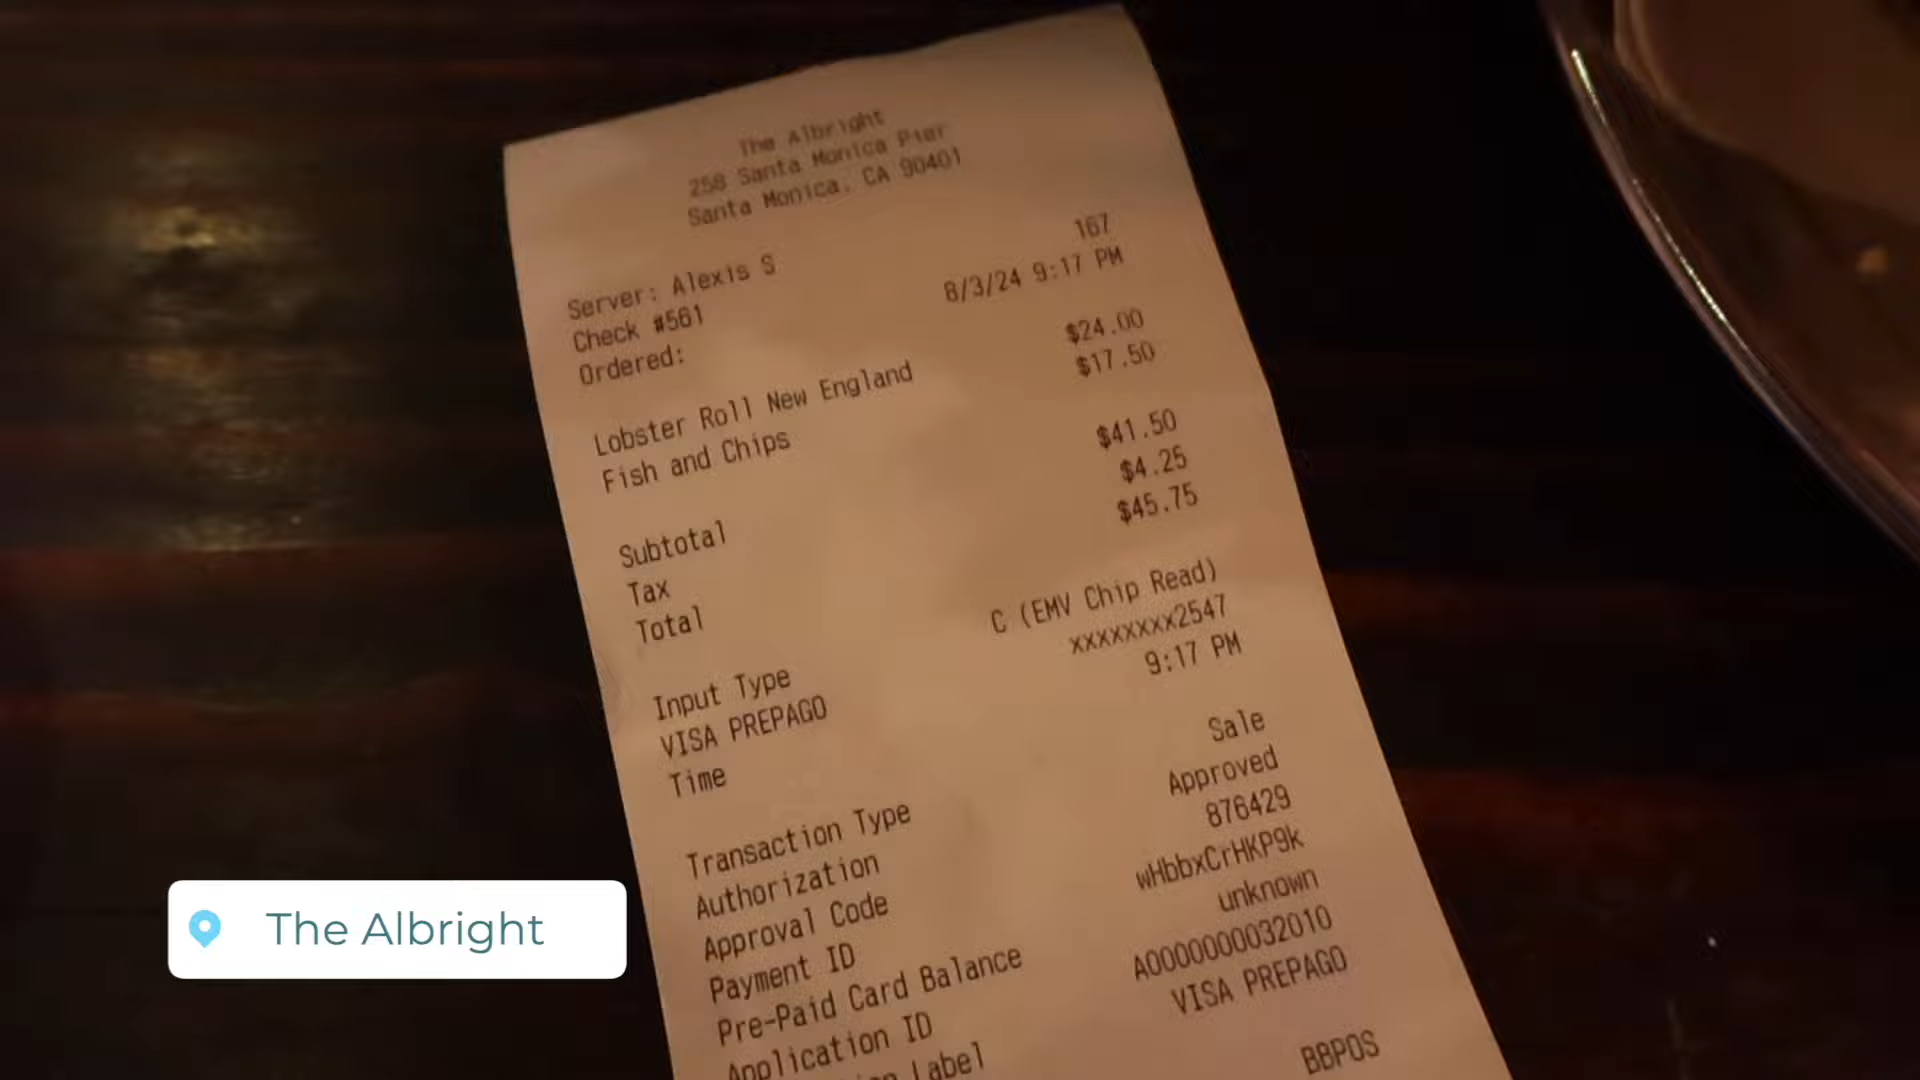 The Albright
258 Santa Monica Pier
Santa Monica, CA 90401
Server: Alexis S
Check #561 167
Ordered: 8/3/24 9:17 PM
Lobster Roll New England $24.00
Fish and Chips $17.50
Subtotal $41.50
Tax $4.25
Total $45.75
Input Type C (EMV Chip Read)
VISA PREPAGO xxxxxxxx2547
Time 9:17 PM
Transaction Type Sale
Authorization Approved
Approval Code 876429
Payment ID wHbbxCrHKP9k
Pre-Paid Card Balance unknown
Application ID A0000000032010
Label VISA PREPAGO
BBPOS
The Albright